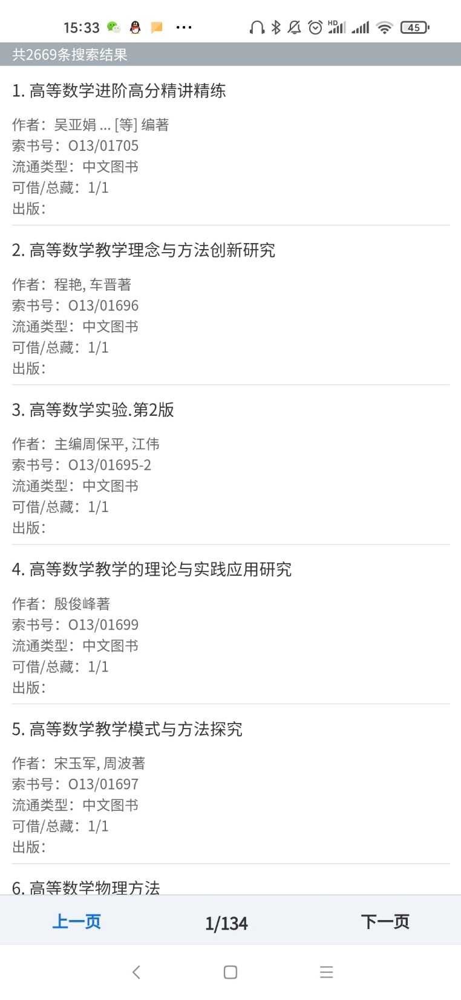 15:33
HD
45
共2669条搜索结果
1. 高等数学进阶高分精讲精练
作者：吴亚娟 ... [等] 编著
索书号：O13/01705
流通类型：中文图书
可借/总藏：1/1
出版：
2. 高等数学教学理念与方法创新研究
作者：程艳, 车晋著
索书号：O13/01696
流通类型：中文图书
可借/总藏：1/1
出版：
3. 高等数学实验.第2版
作者：主编周保平, 江伟
索书号：O13/01695-2
流通类型：中文图书
可借/总藏：1/1
出版：
4. 高等数学教学的理论与实践应用研究
作者：殷俊峰著
索书号：O13/01699
流通类型：中文图书
可借/总藏：1/1
出版：
5. 高等数学教学模式与方法探究
作者：宋玉军, 周波著
索书号：O13/01697
流通类型：中文图书
可借/总藏：1/1
出版：
6. 高等数学物理方法
上一页 1/134 下一页